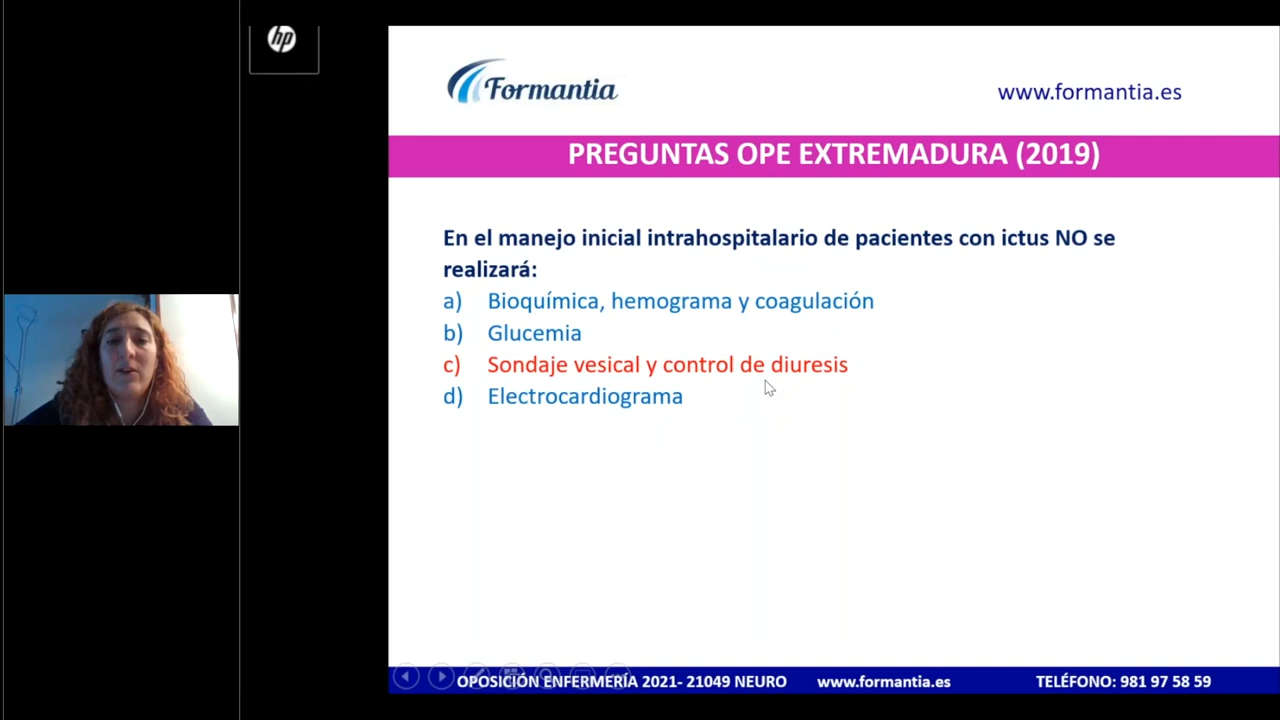 hp
Formantia
www.formantia.es
PREGUNTAS OPE EXTREMADURA (2019)
En el manejo inicial intrahospitalario de pacientes con ictus NO se
realizará:
a) Bioquímica, hemograma y coagulación
b) Glucemia
c) Sondaje vesical y control de diuresis
d) Electrocardiograma
OPOSICIÓN ENFERMERÍA 2021- 21049 NEURO www.formantia.es TELÉFONO: 981 97 58 59